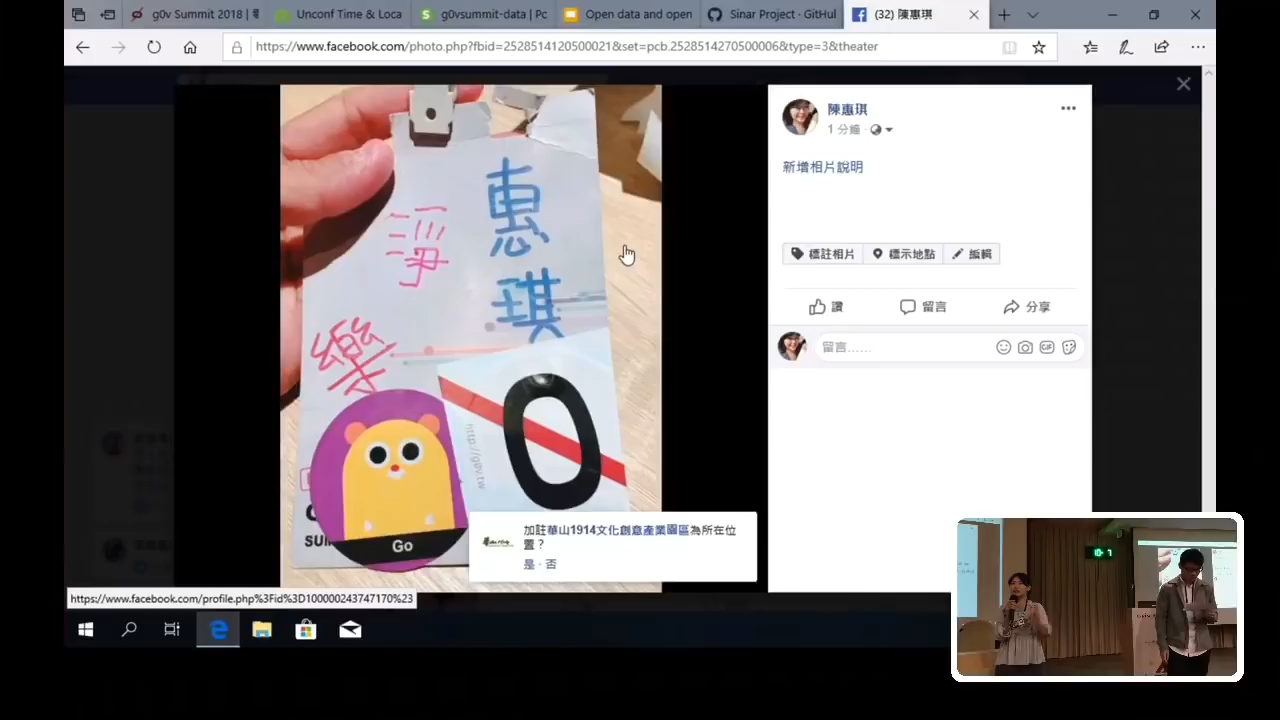 g0v Summit 2018 |
Unconf Time & Loca
g0vsummit-data | Pc
Open data and open
Sinar Project · GitHul
(32) 陳惠琪
https://www.facebook.com/photo.php?fbid=2528514120500021&set=pcb.2528514270500006&type=3&theater
惠琪
淨
樂
http://g0v.tw
0
Go
陳惠琪
1 分鐘
新增相片說明
標註相片
標示地點
編輯
讚
留言
分享
留言......
GIF
加註華山1914文化創意產業園區為所在位
置？
是 · 否
https://www.facebook.com/profile.php%3Fid%3D100000243747170%23